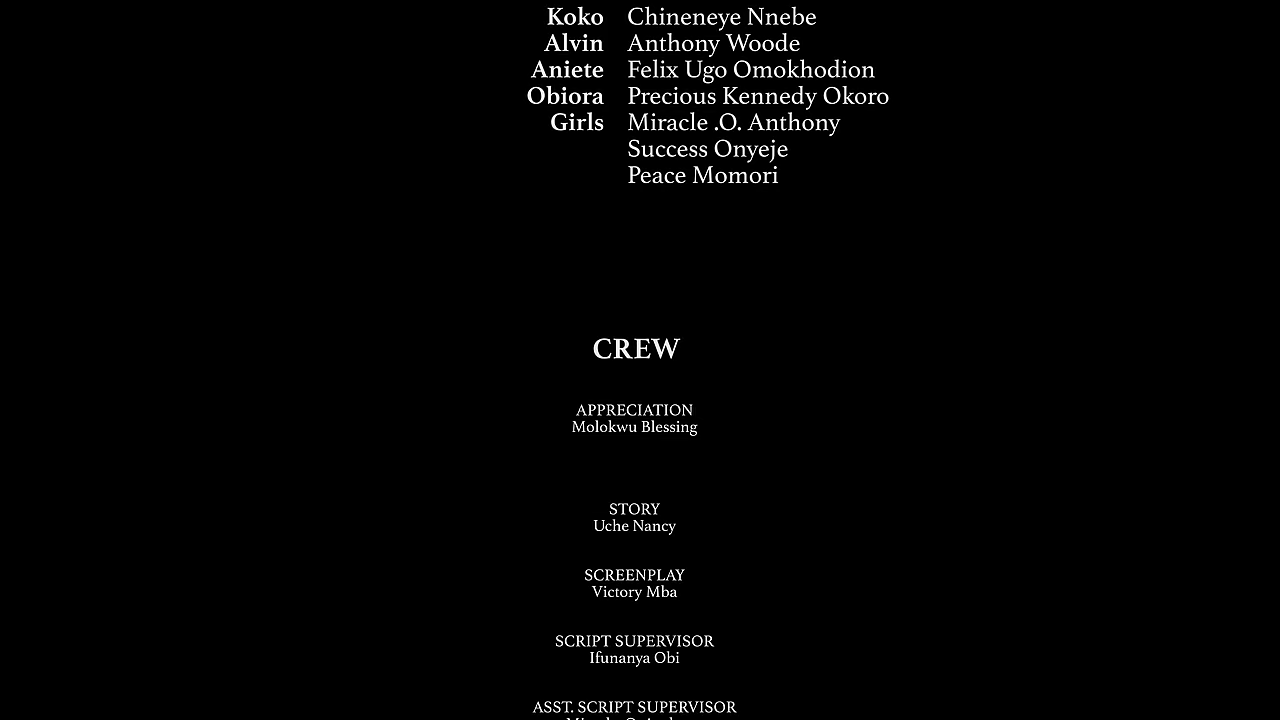 Koko Chineneye Nnebe
Alvin Anthony Woode
Aniete Felix Ugo Omokhodion
Obiora Precious Kennedy Okoro
Girls Miracle .O. Anthony
Success Onyeje
Peace Momori
CREW
APPRECIATION
Molokwu Blessing
STORY
Uche Nancy
SCREENPLAY
Victory Mba
SCRIPT SUPERVISOR
Ifunanya Obi
ASST. SCRIPT SUPERVISOR